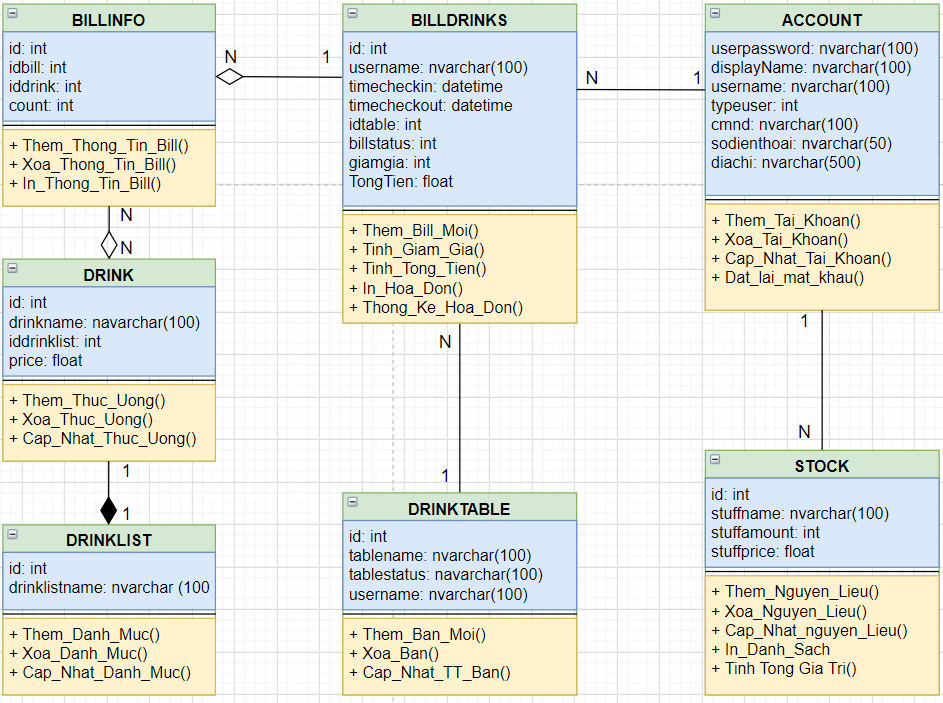 BILLINFO
id: int
idbill: int
iddrink: int
count: int
+ Them_Thong_Tin_Bill()
+ Xoa_Thong_Tin_Bill()
+ In_Thong_Tin_Bill()
N
1
BILLDRINKS
id: int
username: nvarchar(100)
timecheckin: datetime
timecheckout: datetime
idtable: int
billstatus: int
giamgia: int
TongTien: float
+ Them_Bill_Moi()
+ Tinh_Giam_Gia()
+ Tinh_Tong_Tien()
+ In_Hoa_Don()
+ Thong_Ke_Hoa_Don()
N
1
ACCOUNT
userpassword: nvarchar(100)
displayName: nvarchar(100)
username: nvarchar(100)
typeuser: int
cmnd: nvarchar(100)
sodienthoai: nvarchar(50)
diachi: nvarchar(500)
+ Them_Tai_Khoan()
+ Xoa_Tai_Khoan()
+ Cap_Nhat_Tai_Khoan()
+ Dat_lai_mat_khau()
N
N
DRINK
id: int
drinkname: navarchar(100)
iddrinklist: int
price: float
+ Them_Thuc_Uong()
+ Xoa_Thuc_Uong()
+ Cap_Nhat_Thuc_Uong()
1
1
DRINKLIST
id: int
drinklistname: nvarchar (100
+ Them_Danh_Muc()
+ Xoa_Danh_Muc()
+ Cap_Nhat_Danh_Muc()
N
1
DRINKTABLE
id: int
tablename: nvarchar(100)
tablestatus: navarchar(100)
username: nvarchar(100)
+ Them_Ban_Moi()
+ Xoa_Ban()
+ Cap_Nhat_TT_Ban()
1
N
STOCK
id: int
stuffname: nvarchar(100)
stuffamount: int
stuffprice: float
+ Them_Nguyen_Lieu()
+ Xoa_Nguyen_Lieu()
+ Cap_Nhat_nguyen_Lieu()
+ In_Danh_Sach
+ Tinh Tong Gia Tri()